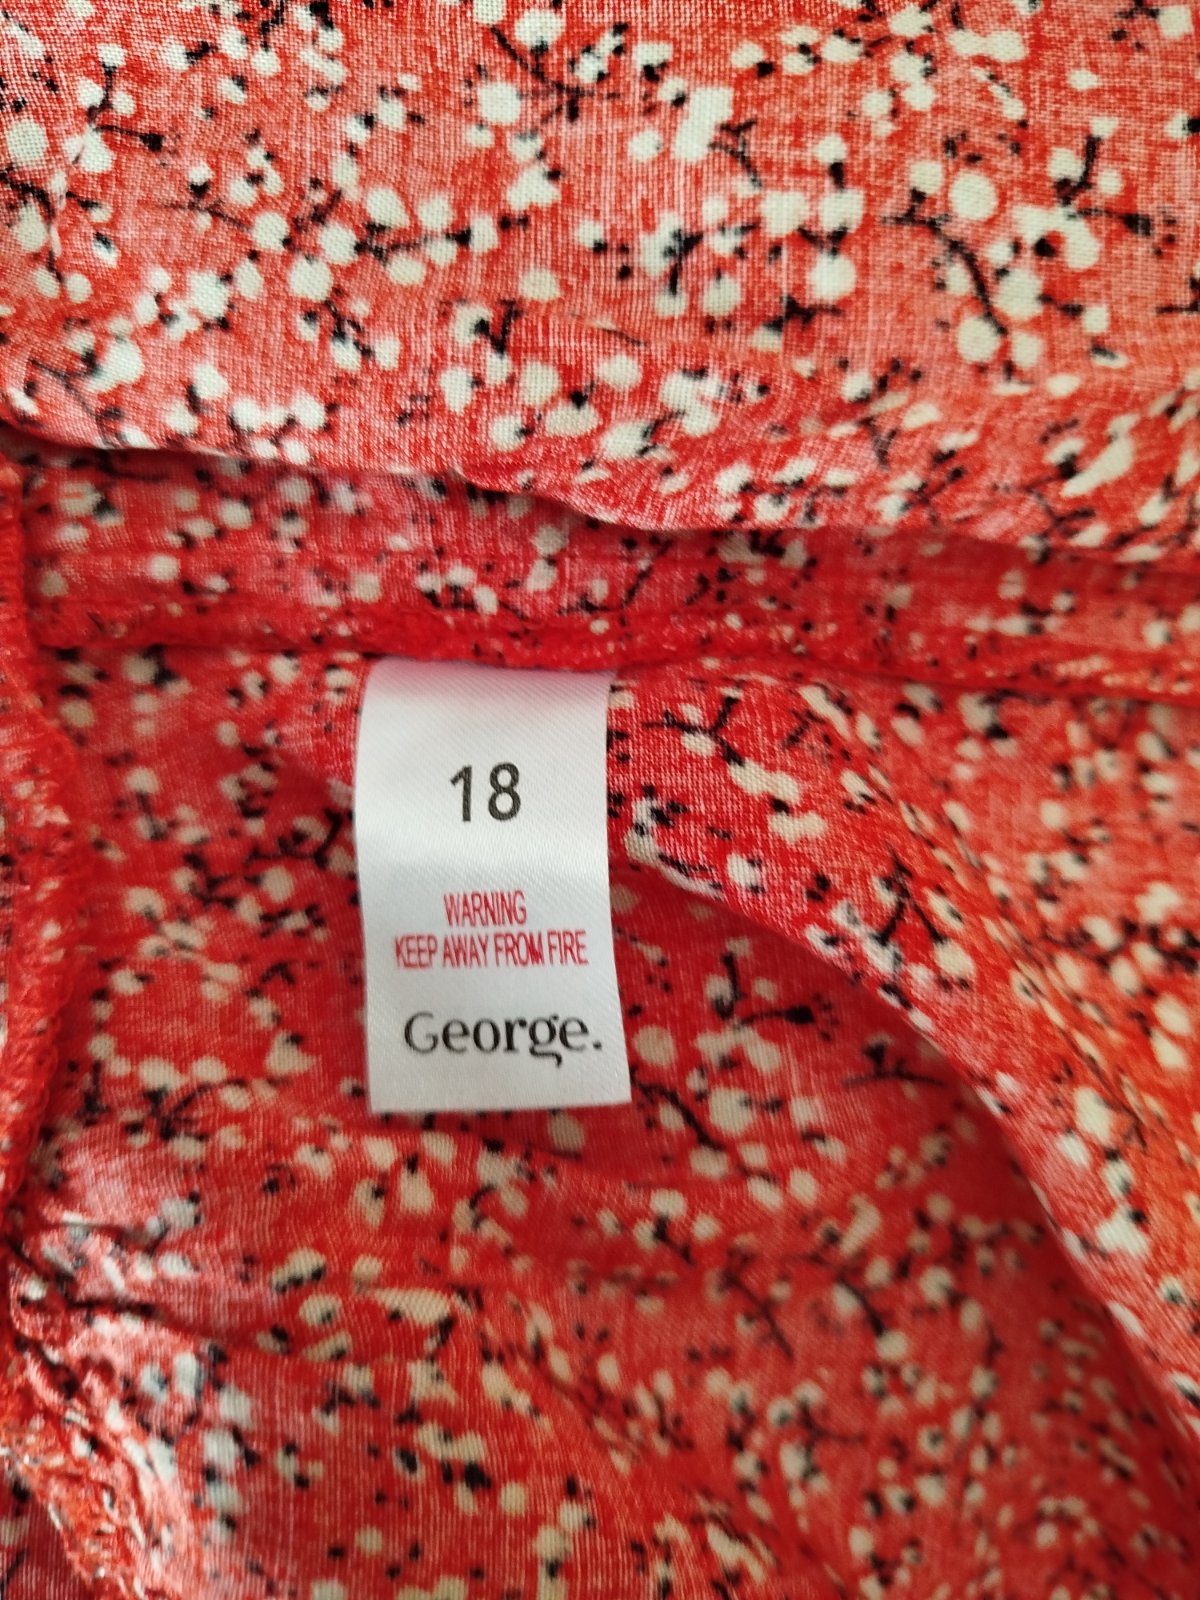 18
WARNING
KEEP AWAY FROM FIRE
George.